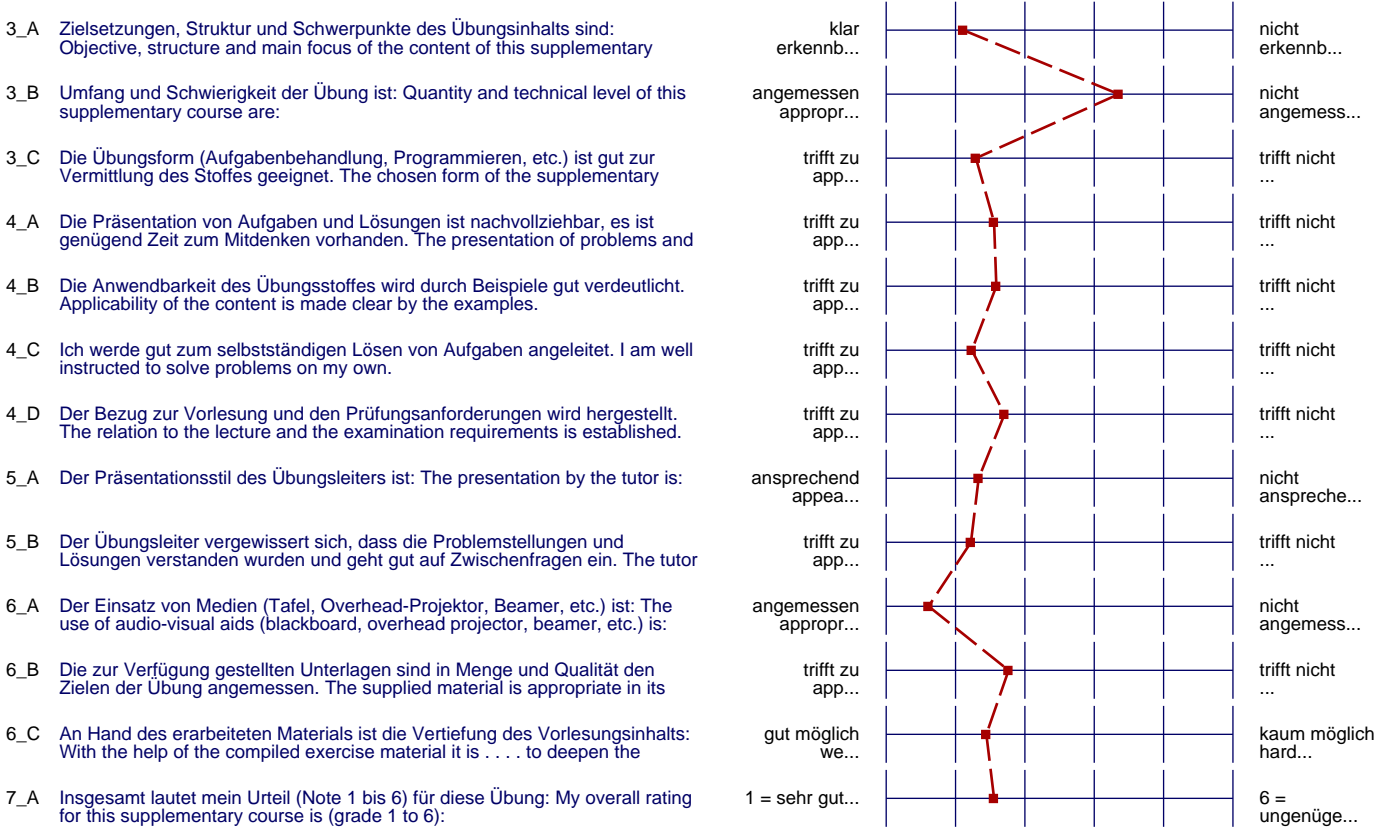 3_A Zielsetzungen, Struktur und Schwerpunkte des Übungsinhalts sind: klar nicht
Objective, structure and main focus of the content of this supplementary erkennb... erkennb...
3_B Umfang und Schwierigkeit der Übung ist: Quantity and technical level of this angemessen nicht
supplementary course are: appropr... angemess...
3_C Die Übungsform (Aufgabenbehandlung, Programmieren, etc.) ist gut zur trifft zu trifft nicht
Vermittlung des Stoffes geeignet. The chosen form of the supplementary app... ...
4_A Die Präsentation von Aufgaben und Lösungen ist nachvollziehbar, es ist trifft zu trifft nicht
genügend Zeit zum Mitdenken vorhanden. The presentation of problems and app... ...
4_B Die Anwendbarkeit des Übungsstoffes wird durch Beispiele gut verdeutlicht. trifft zu trifft nicht
Applicability of the content is made clear by the examples. app... ...
4_C Ich werde gut zum selbstständigen Lösen von Aufgaben angeleitet. I am well trifft zu trifft nicht
instructed to solve problems on my own. app... ...
4_D Der Bezug zur Vorlesung und den Prüfungsanforderungen wird hergestellt. trifft zu trifft nicht
The relation to the lecture and the examination requirements is established. app... ...
5_A Der Präsentationsstil des Übungsleiters ist: The presentation by the tutor is: ansprechend nicht
appea... anspreche...
5_B Der Übungsleiter vergewissert sich, dass die Problemstellungen und trifft zu trifft nicht
Lösungen verstanden wurden und geht gut auf Zwischenfragen ein. The tutor app... ...
6_A Der Einsatz von Medien (Tafel, Overhead-Projektor, Beamer, etc.) ist: The angemessen nicht
use of audio-visual aids (blackboard, overhead projector, beamer, etc.) is: appropr... angemess...
6_B Die zur Verfügung gestellten Unterlagen sind in Menge und Qualität den trifft zu trifft nicht
Zielen der Übung angemessen. The supplied material is appropriate in its app... ...
6_C An Hand des erarbeiteten Materials ist die Vertiefung des Vorlesungsinhalts: gut möglich kaum möglich
With the help of the compiled exercise material it is . . . . to deepen the we... hard...
7_A Insgesamt lautet mein Urteil (Note 1 bis 6) für diese Übung: My overall rating 1 = sehr gut... 6 =
for this supplementary course is (grade 1 to 6): ungenüge...